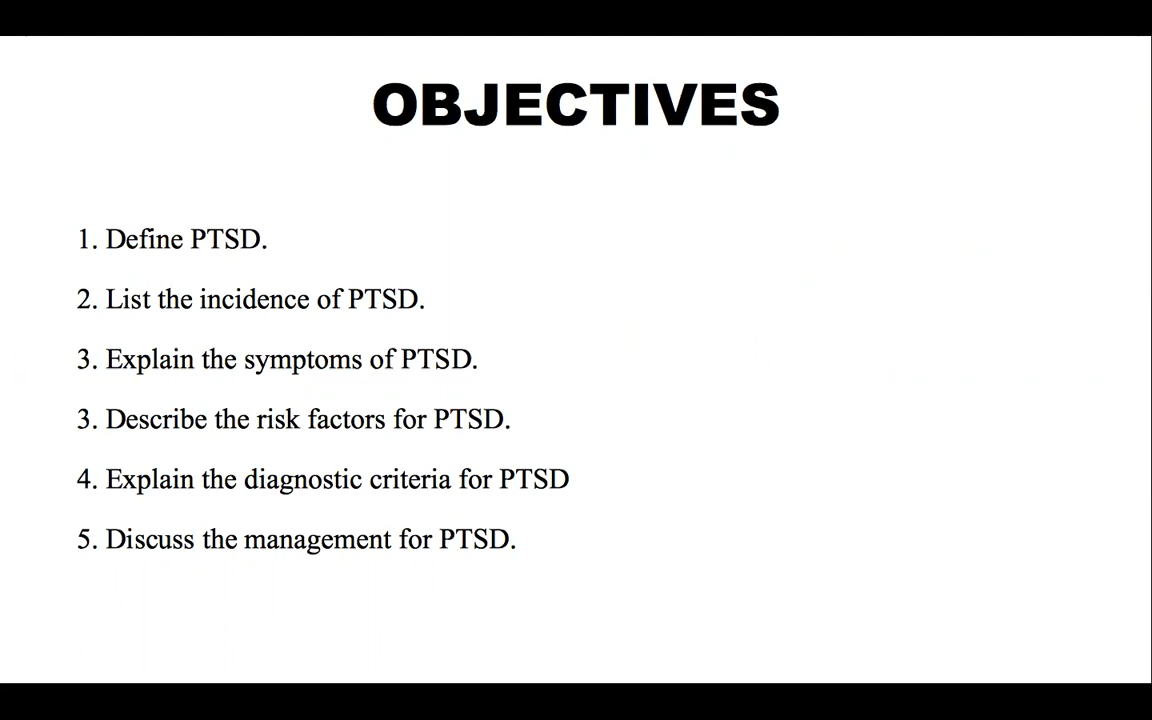 OBJECTIVES
1. Define PTSD.
2. List the incidence of PTSD.
3. Explain the symptoms of PTSD.
3. Describe the risk factors for PTSD.
4. Explain the diagnostic criteria for PTSD
5. Discuss the management for PTSD.